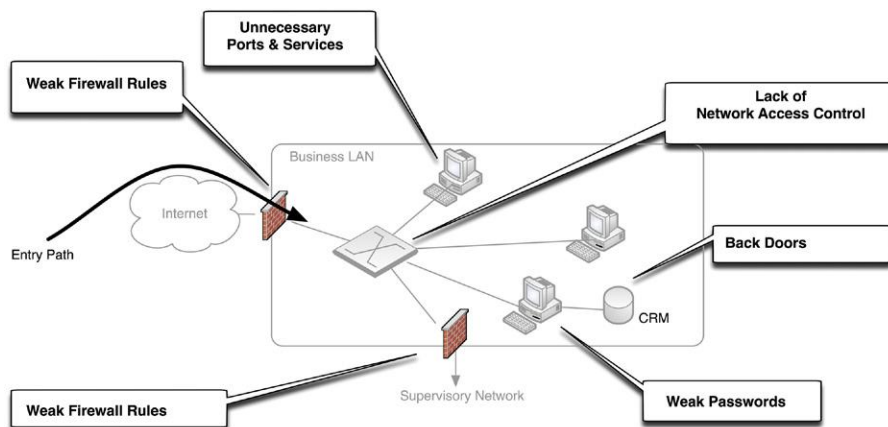 Unnecessary
Ports & Services
Weak Firewall Rules
Lack of
Network Access Control
Business LAN
Internet
Entry Path
Back Doors
CRM
Supervisory Network
Weak Firewall Rules
Weak Passwords